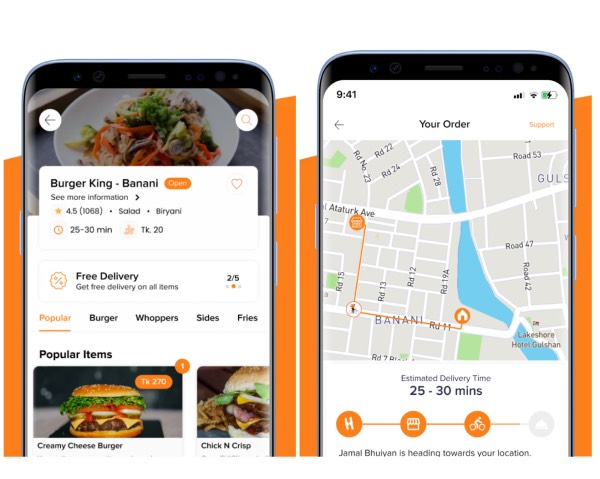 Burger King - Banani Open
See more information >
4.5 (1068) • Salad • Biryani
25-30 min Tk. 20
Free Delivery
Get free delivery on all items
2/5
Popular Burger Whoppers Sides Fries
Popular Items
1
Tk 270
Creamy Cheese Burger
Chick N Crisp
9:41
Your Order
Support
Rd No. 23
Rd 22
Rd 24
Rd 28
Road 53
GULS
Ataturk Ave
Road 47
Rd 15
Rd 13
Rd 12
Rd 19A
Road 42
BANANI
Rd 11
Lakeshore
Hotel Gulshan
Estimated Delivery Time
25 - 30 mins
H
Jamal Bhuiyan is heading towards your location.